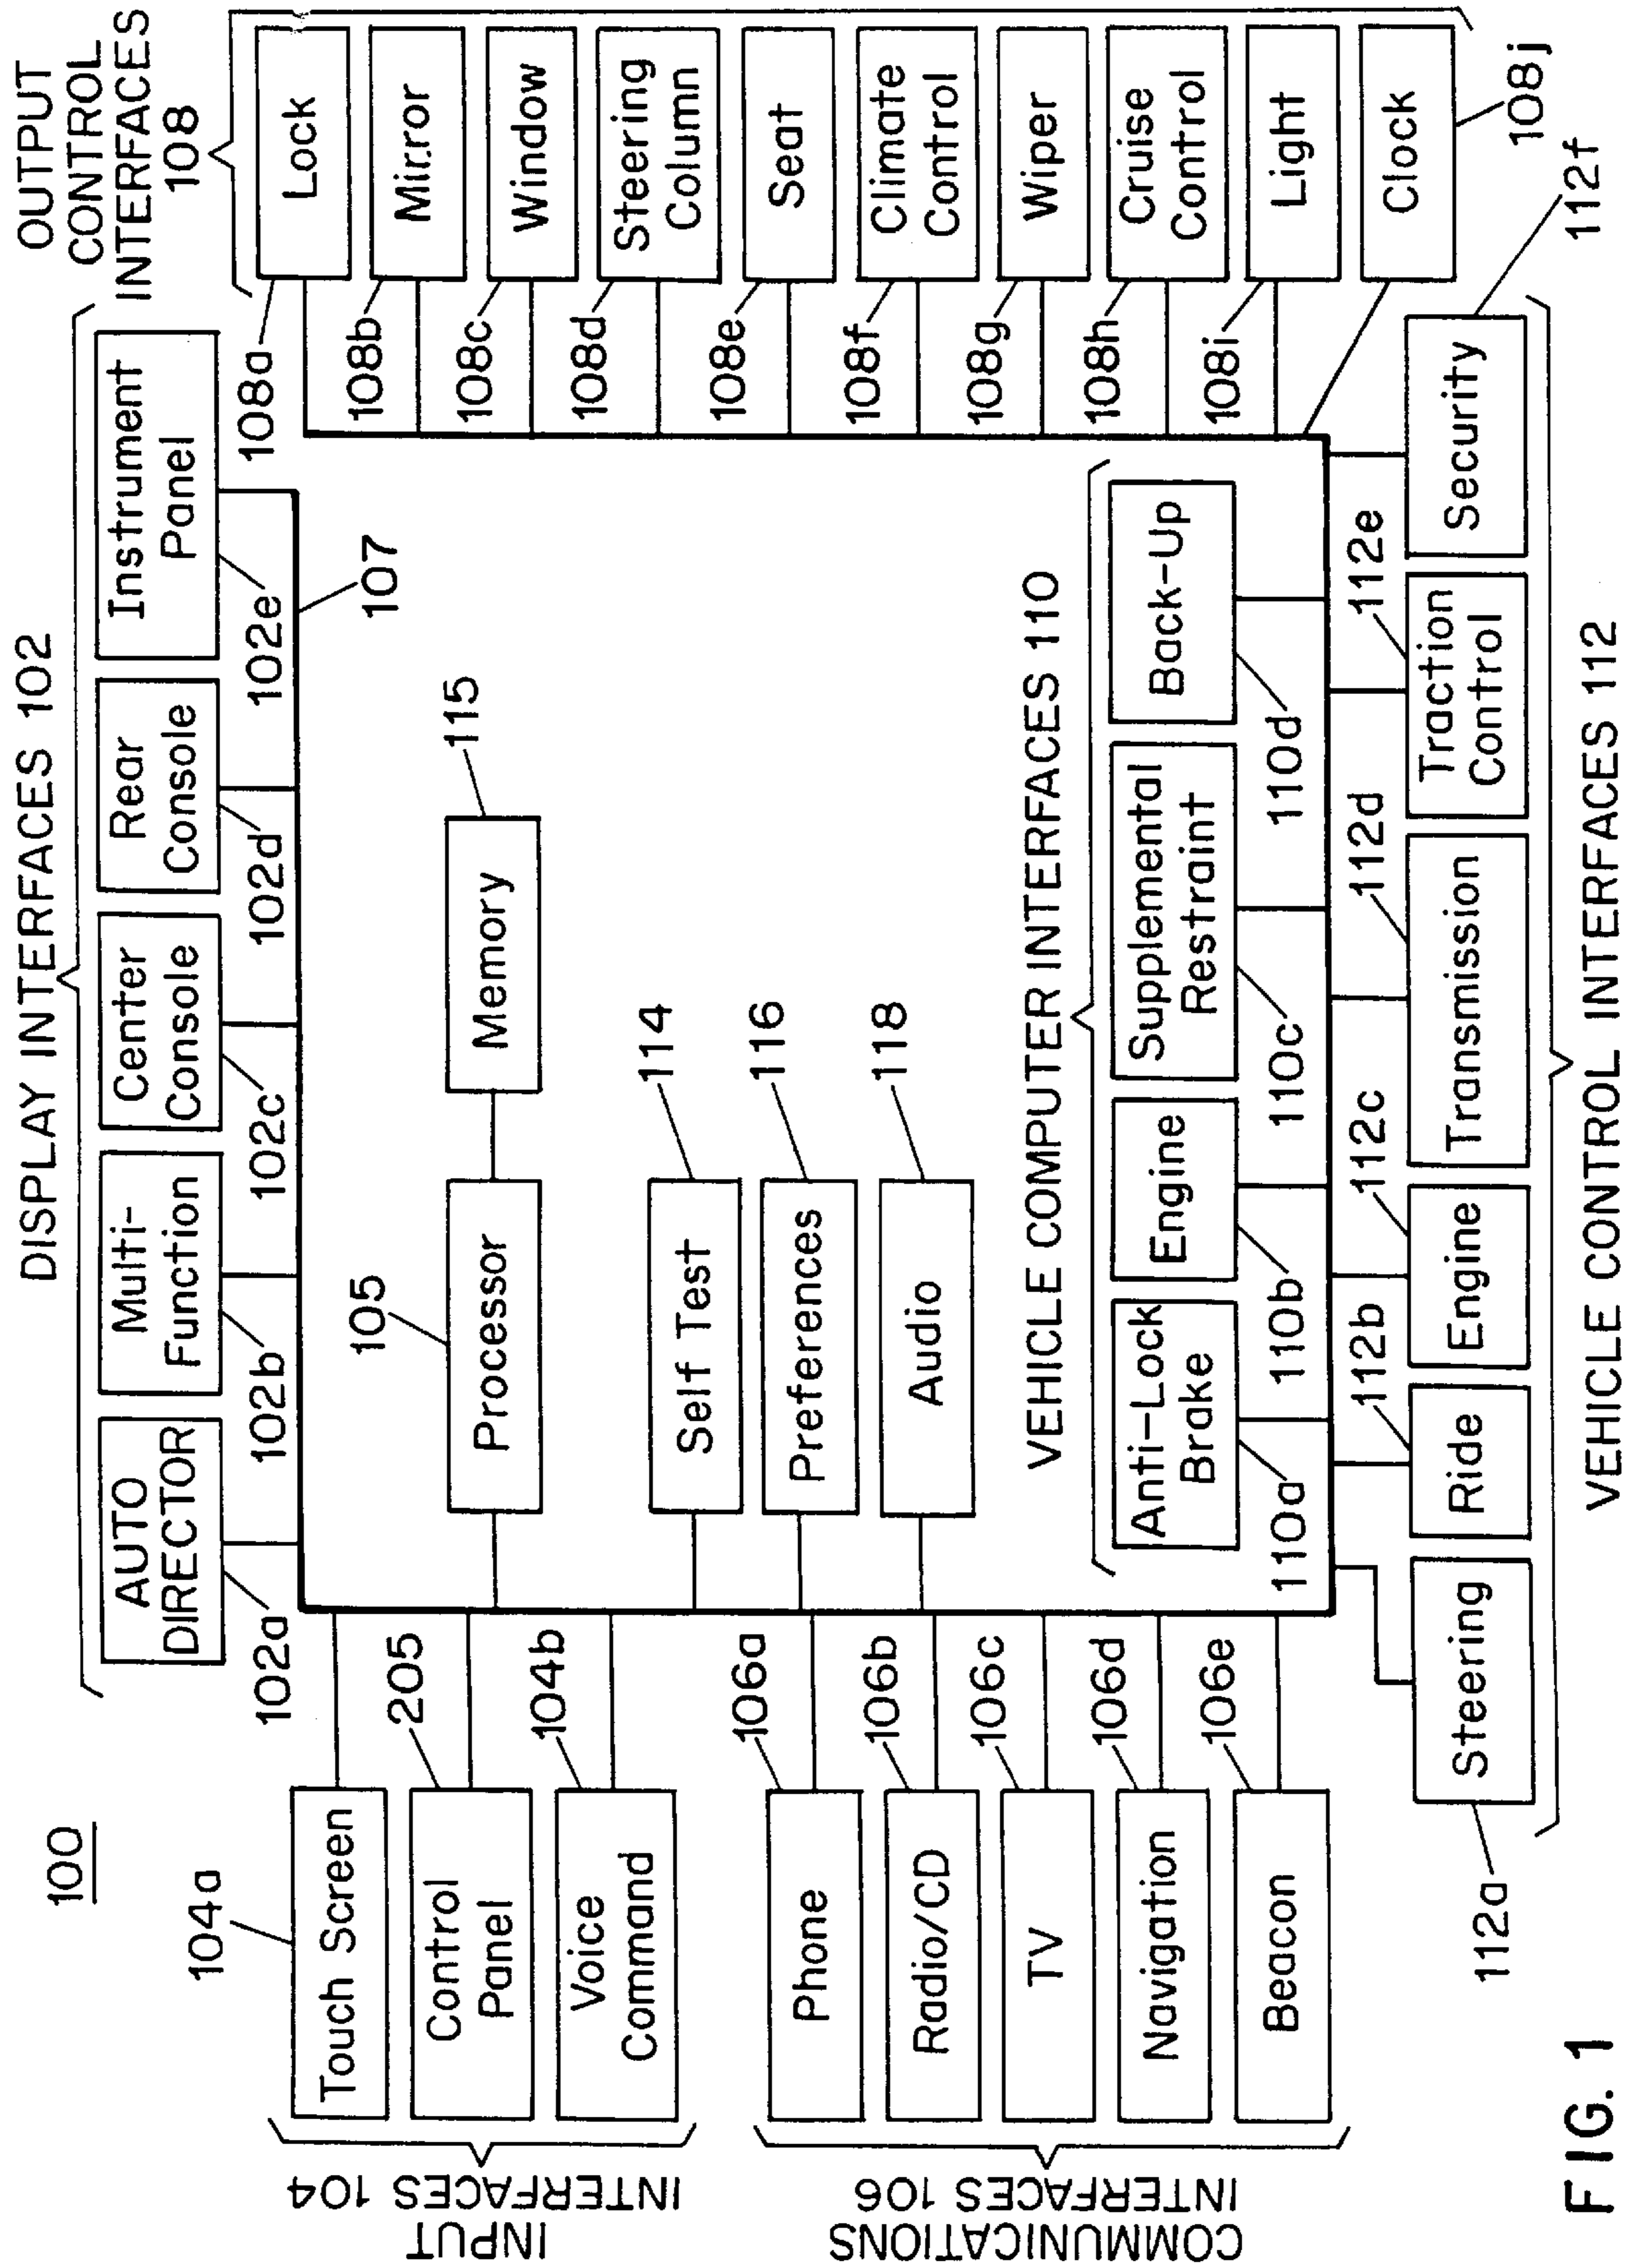 100
DISPLAY INTERFACES 102
AUTO
DIRECTOR
102a
Multi-
Function
102b
Center
Console
102c
Rear
Console
102d
Instrument
Panel
102e
107
OUTPUT
CONTROL
INTERFACES
108
Lock
108a
Mirror
108b
Window
108c
Steering
Column
108d
Seat
108e
Climate
Control
108f
Wiper
108g
Cruise
Control
108h
Light
108i
Clock
108j
INPUT
INTERFACES 104
104a
Touch Screen
Control
Panel
205
Voice
Command
104b
COMMUNICATIONS
INTERFACES 106
Phone
106a
Radio/CD
106b
TV
106c
Navigation
106d
Beacon
106e
105
Processor
Memory
115
Self Test
114
Preferences
116
Audio
118
VEHICLE COMPUTER INTERFACES 110
Anti-Lock
Brake
110a
Engine
110b
Supplemental
Restraint
110c
Back-Up
110d
Steering
112a
Ride
112b
Engine
112c
Transmission
112d
Traction
Control
112e
Security
112f
VEHICLE CONTROL INTERFACES 112
FIG. 1